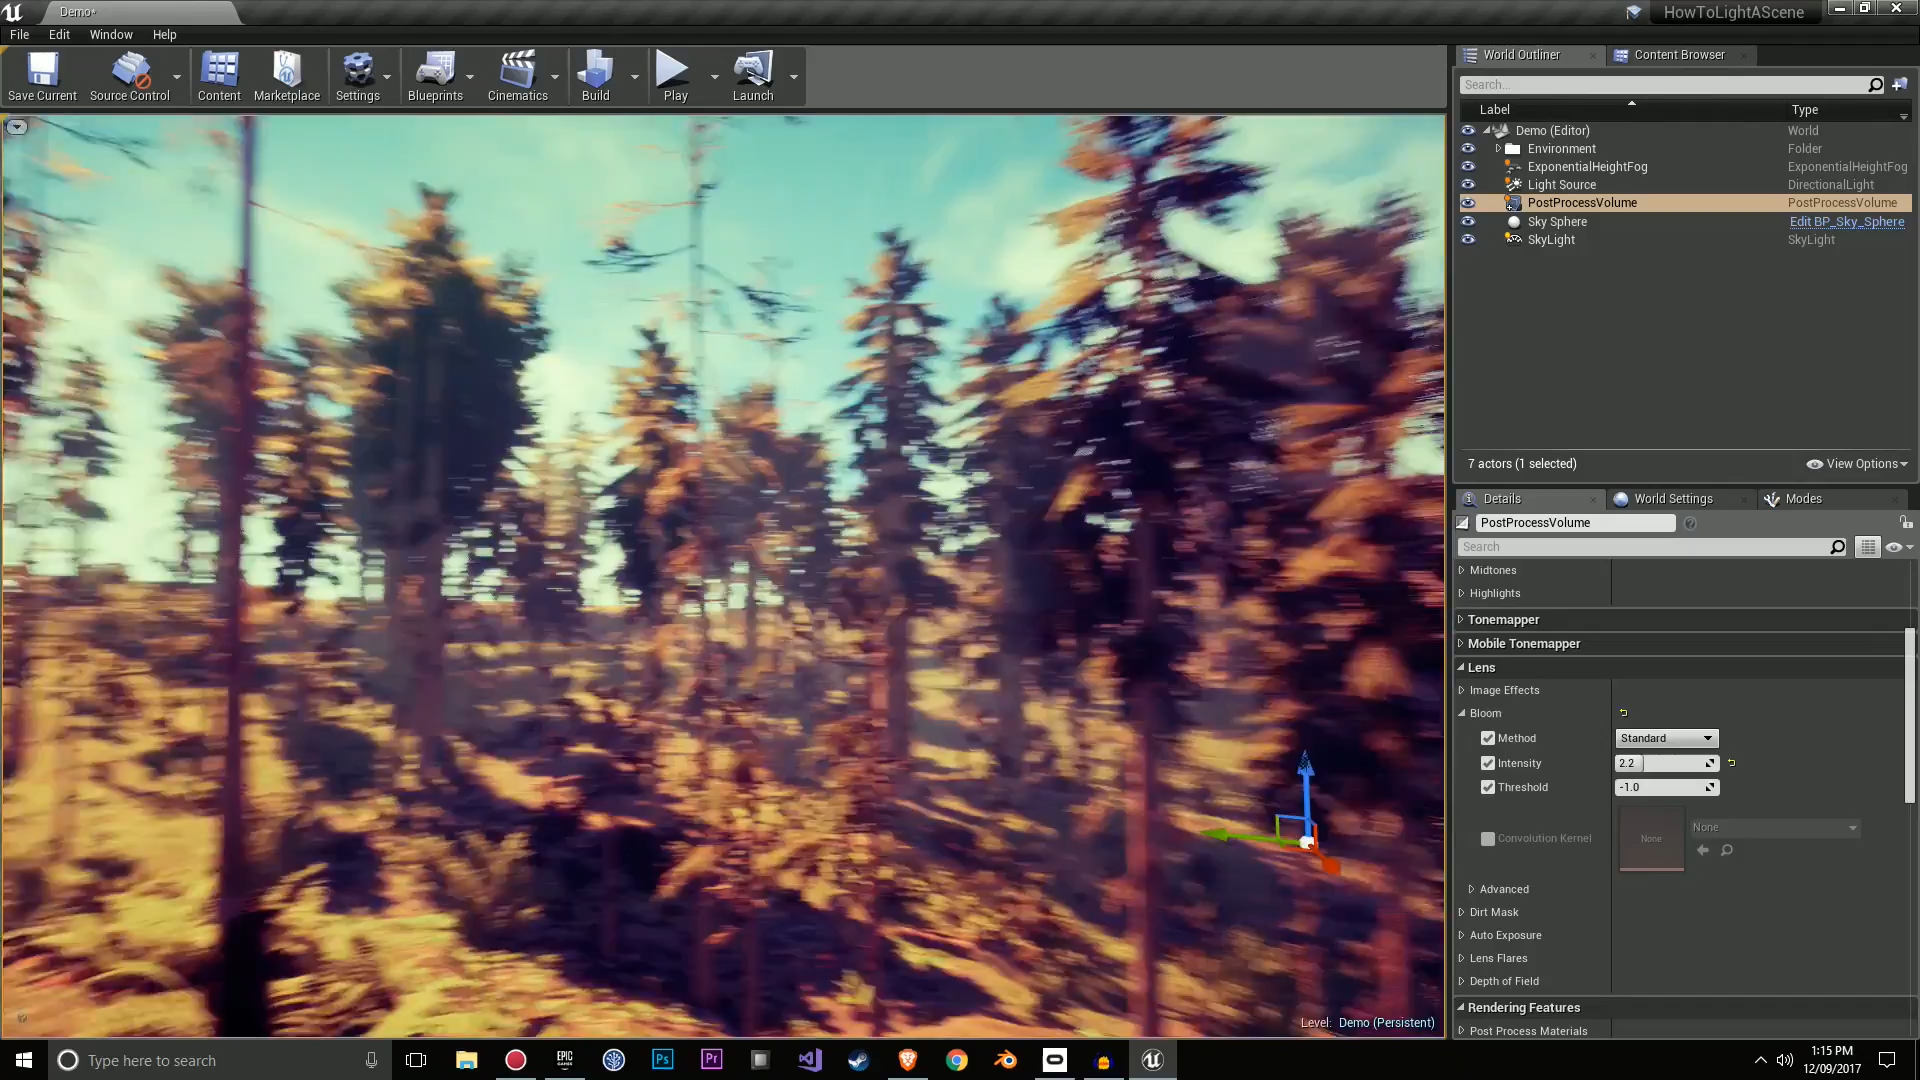 Demo*
HowToLightAScene
File Edit Window Help
Save Current Source Control Content Marketplace Settings Blueprints Cinematics Build Play Launch
World Outliner Content Browser
Search...
Label Type
Demo (Editor) World
Environment Folder
ExponentialHeightFog ExponentialHeightFog
Light Source DirectionalLight
PostProcessVolume PostProcessVolume
Sky Sphere Edit BP_Sky_Sphere
SkyLight SkyLight
7 actors (1 selected) View Options
Details World Settings Modes
PostProcessVolume
Search
Midtones
Highlights
Tonemapper
Mobile Tonemapper
Lens
Image Effects
Bloom
Method Standard
Intensity 2.2
Threshold -1.0
Convolution Kernel None None
Advanced
Dirt Mask
Auto Exposure
Lens Flares
Depth of Field
Rendering Features
Post Process Materials
Level: Demo (Persistent)
Type here to search
EPIC GAMES
Ps
Pr
1:15 PM
12/09/2017